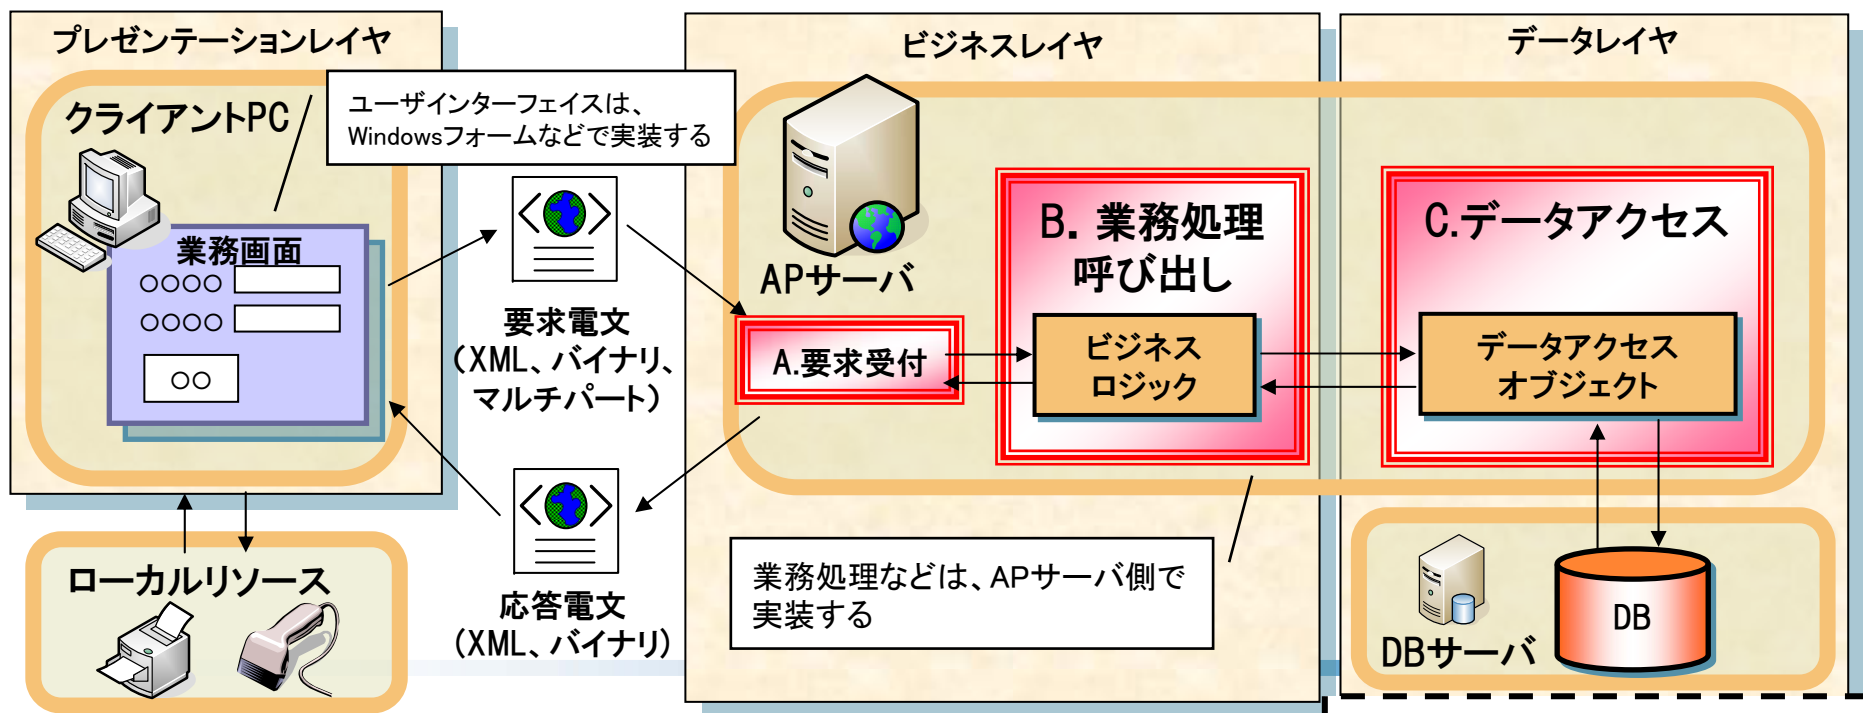 プレゼンテーションレイヤ
クライアントPC
ユーザインターフェイスは、
Windowsフォームなどで実装する
業務画面
○○○○
○○○○
○○
ローカルリソース
要求電文
(XML、バイナリ、
マルチパート)
応答電文
(XML、バイナリ)
ビジネスレイヤ
APサーバ
A.要求受付
B. 業務処理
呼び出し
ビジネス
ロジック
業務処理などは、APサーバ側で
実装する
データレイヤ
C.データアクセス
データアクセス
オブジェクト
DBサーバ
DB